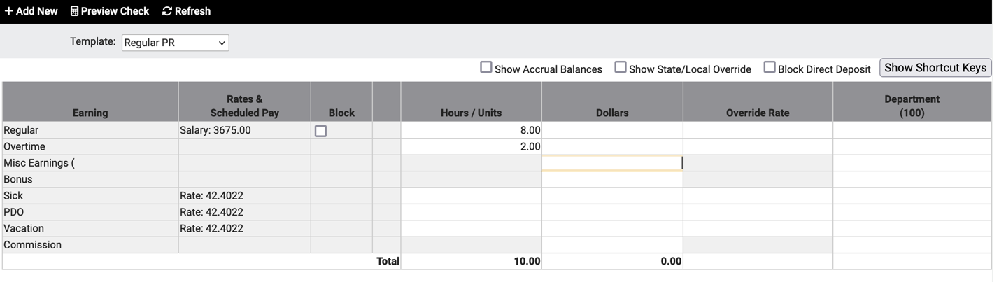 + Add New Preview Check Refresh
Template: Regular PR
Show Accrual Balances Show State/Local Override Block Direct Deposit Show Shortcut Keys
Earning Rates & Scheduled Pay Block Hours / Units Dollars Override Rate Department (100)
Regular Salary: 3675.00 8.00
Overtime 2.00
Misc Earnings (
Bonus
Sick Rate: 42.4022
PDO Rate: 42.4022
Vacation Rate: 42.4022
Commission
Total 10.00 0.00